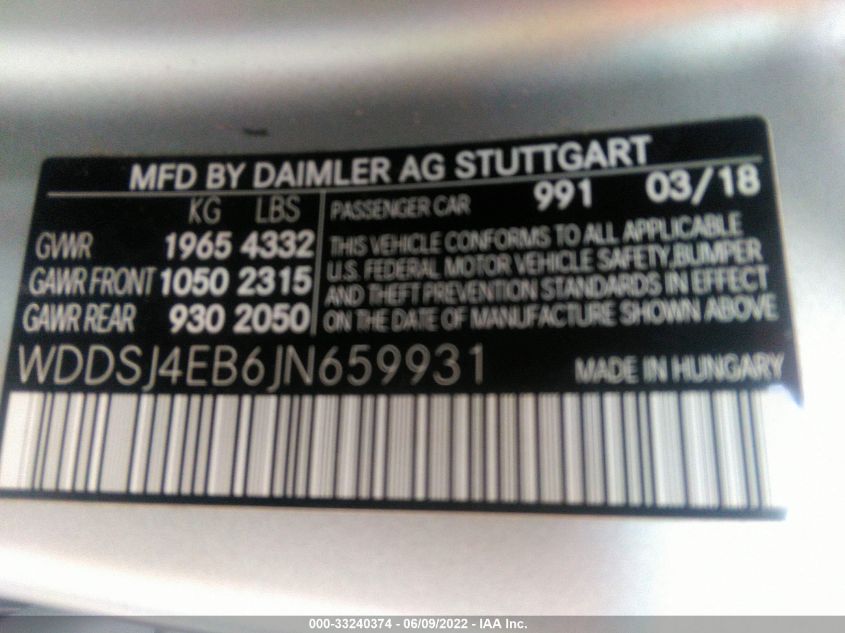 MFD BY DAIMLER AG STUTTGART
KG LBS
GVWR 1965 4332
GAWR FRONT 1050 2315
GAWR REAR 930 2050
PASSENGER CAR 991 03/18
THIS VEHICLE CONFORMS TO ALL APPLICABLE
U.S. FEDERAL MOTOR VEHICLE SAFETY,BUMPER
AND THEFT PREVENTION STANDARDS IN EFFECT
ON THE DATE OF MANUFACTURE SHOWN ABOVE
WDDSJ4EB6JN659931 MADE IN HUNGARY
000-33240374 - 06/09/2022 - IAA Inc.